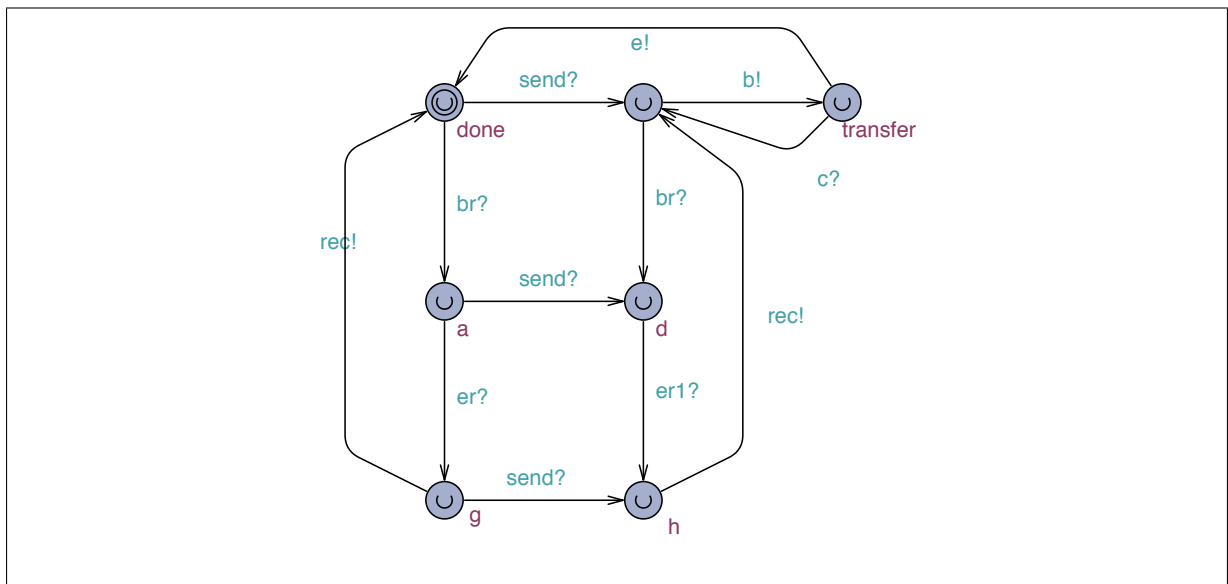 e!
send?
b!
done
transfer
c?
br?
br?
rec!
send?
rec!
a
d
er?
er1?
send?
g
h